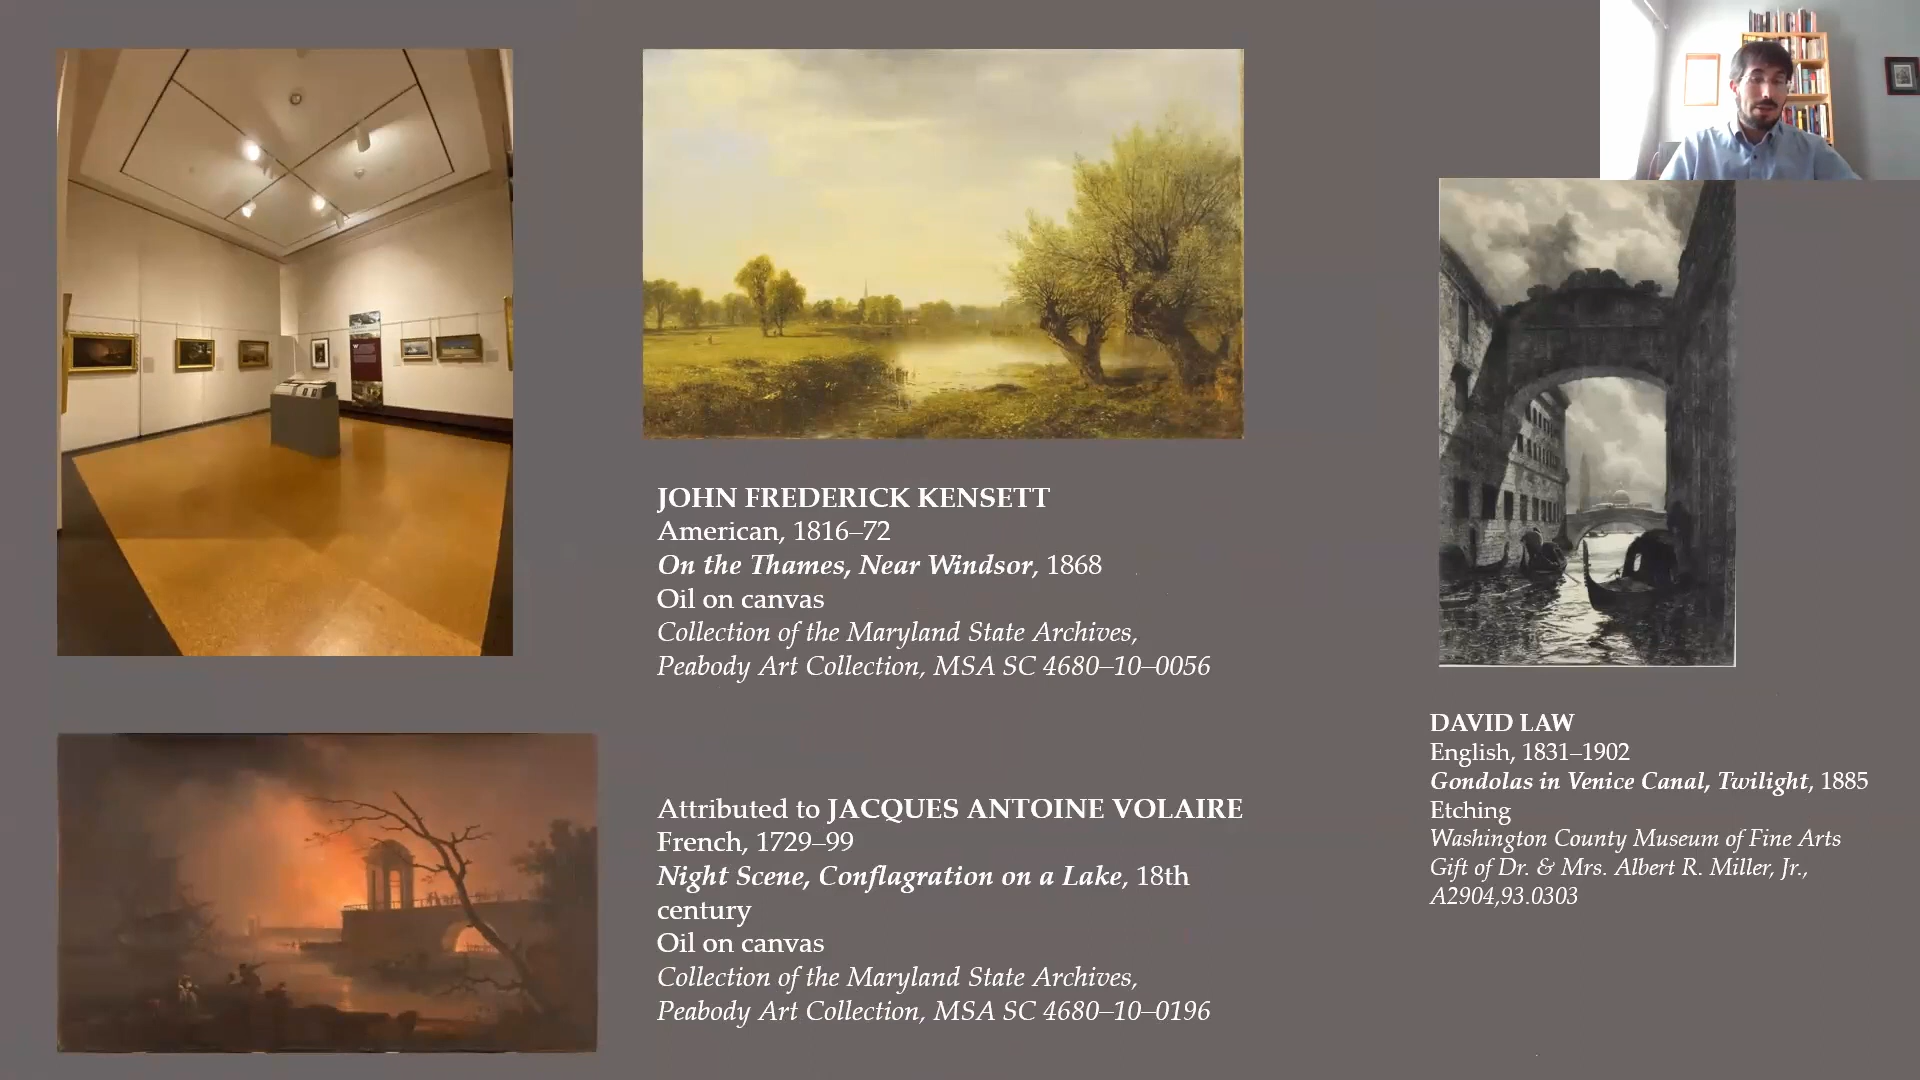 JOHN FREDERICK KENSETT
American, 1816–72
On the Thames, Near Windsor, 1868
Oil on canvas
Collection of the Maryland State Archives,
Peabody Art Collection, MSA SC 4680–10–0056
Attributed to JACQUES ANTOINE VOLAIRE
French, 1729–99
Night Scene, Conflagration on a Lake, 18th
century
Oil on canvas
Collection of the Maryland State Archives,
Peabody Art Collection, MSA SC 4680–10–0196
DAVID LAW
English, 1831–1902
Gondolas in Venice Canal, Twilight, 1885
Etching
Washington County Museum of Fine Arts
Gift of Dr. & Mrs. Albert R. Miller, Jr.,
A2904,93.0303